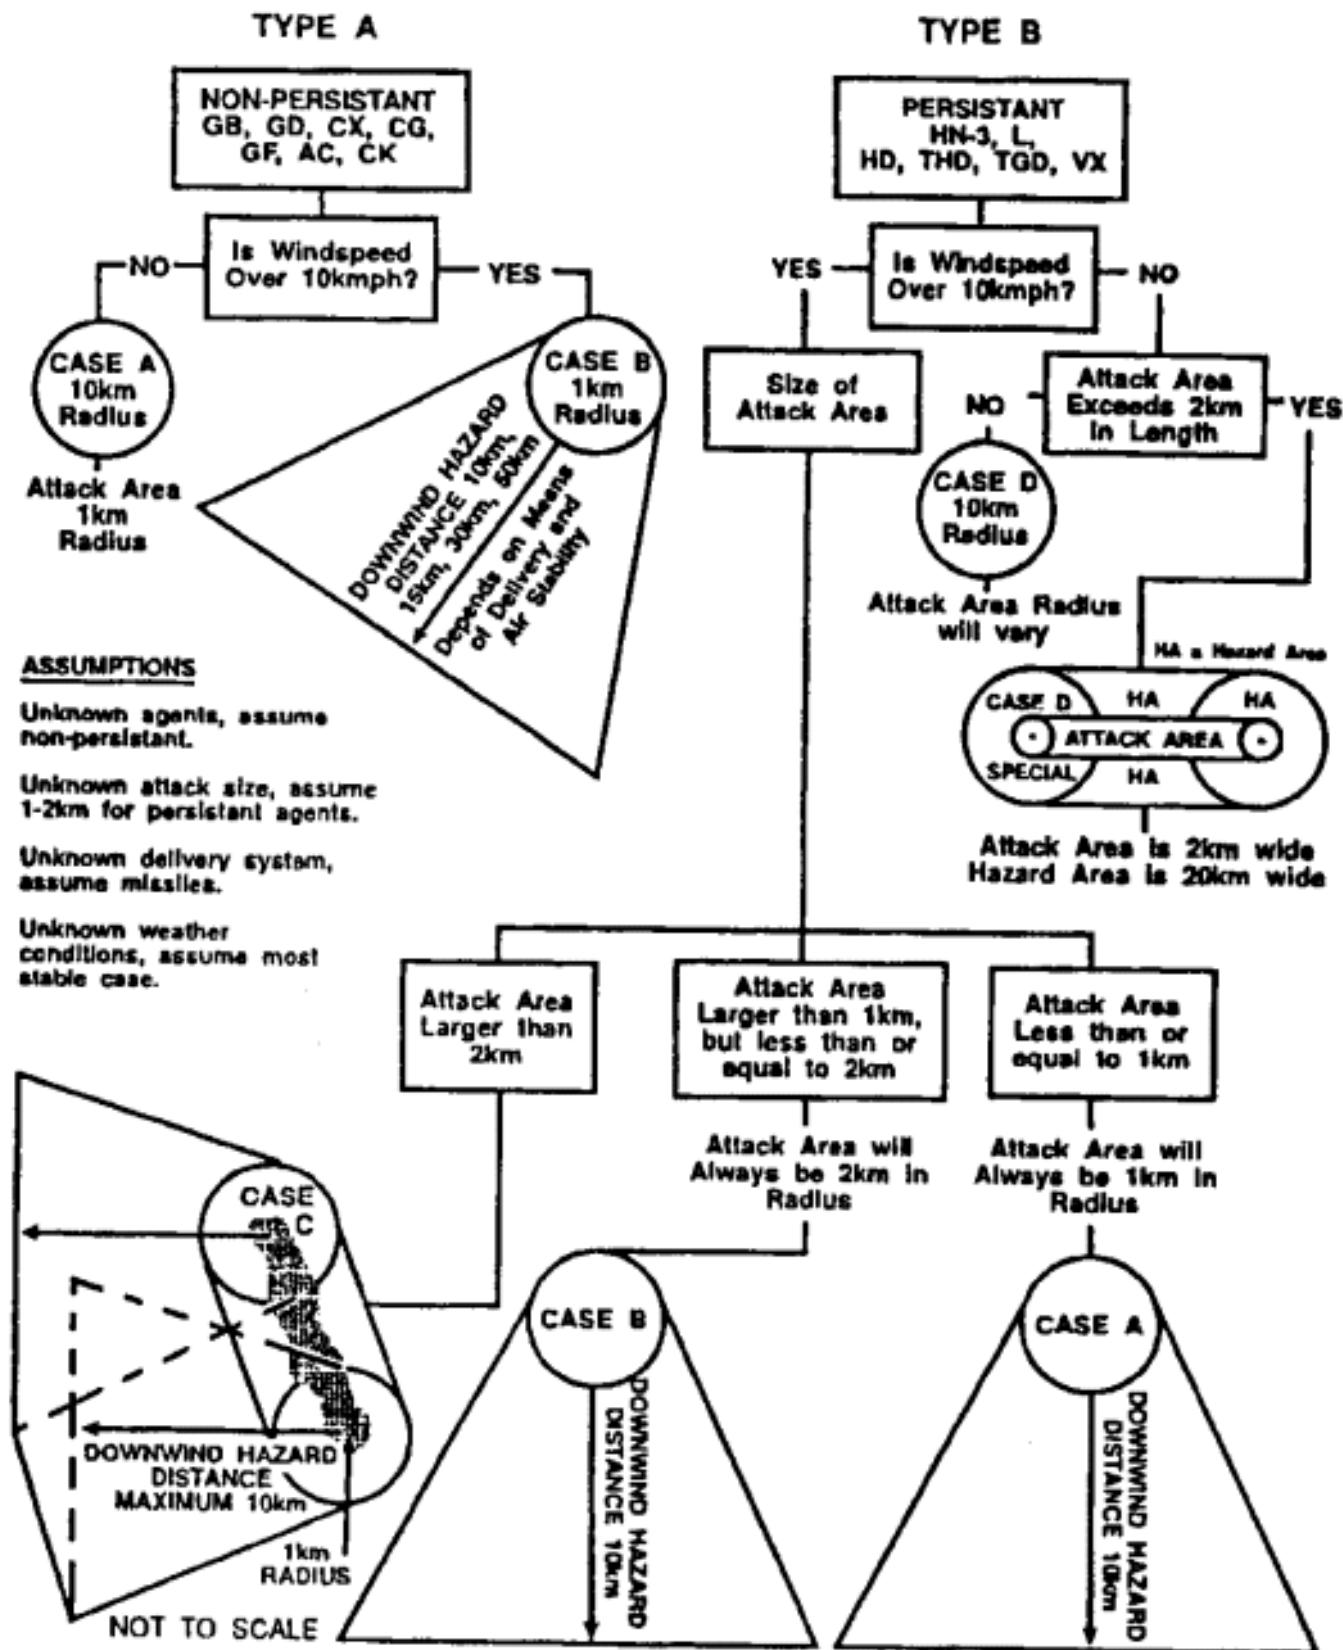 TYPE A
NON-PERSISTANT
GB, GD, CX, CG,
GF, AC, CK
Is Windspeed
Over 10kmph?
NO
YES
CASE A
10km
Radius
Attack Area
1km
Radius
CASE B
1km
Radius
DOWNWIND HAZARD
DISTANCE 10km,
15km, 30km, 50km
Depends on Means
of Delivery and
Air Stability
TYPE B
PERSISTANT
HN-3, L,
HD, THD, TGD, VX
Is Windspeed
Over 10kmph?
YES
NO
Size of
Attack Area
Attack Area
Exceeds 2km
in Length
NO
YES
CASE D
10km
Radius
Attack Area Radius
will vary
HA = Hazard Area
CASE D
HA
HA
ATTACK AREA
SPECIAL
HA
Attack Area is 2km wide
Hazard Area is 20km wide
ASSUMPTIONS
Unknown agents, assume
non-persistant.
Unknown attack size, assume
1-2km for persistant agents.
Unknown delivery system,
assume missiles.
Unknown weather
conditions, assume most
stable case.
Attack Area
Larger than
2km
Attack Area
Larger than 1km,
but less than or
equal to 2km
Attack Area
Less than or
equal to 1km
Attack Area will
Always be 2km in
Radius
Attack Area will
Always be 1km in
Radius
CASE
C
DOWNWIND HAZARD
DISTANCE
MAXIMUM 10km
1km
RADIUS
NOT TO SCALE
CASE B
DOWNWIND HAZARD
DISTANCE 10km
CASE A
DOWNWIND HAZARD
DISTANCE 10km